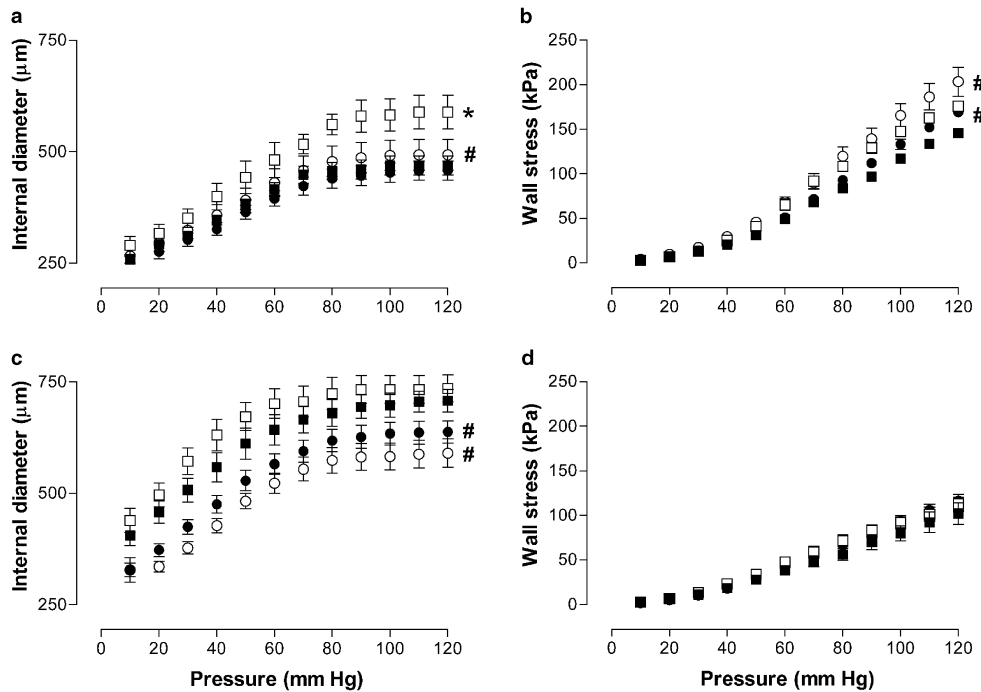 a
750
500
250
Internal diameter (μm)
0 20 40 60 80 100 120
*
#
b
250
200
150
100
50
0
Wall stress (kPa)
0 20 40 60 80 100 120
#
#
c
750
500
250
Internal diameter (μm)
0 20 40 60 80 100 120
Pressure (mm Hg)
#
#
d
250
200
150
100
50
0
Wall stress (kPa)
0 20 40 60 80 100 120
Pressure (mm Hg)